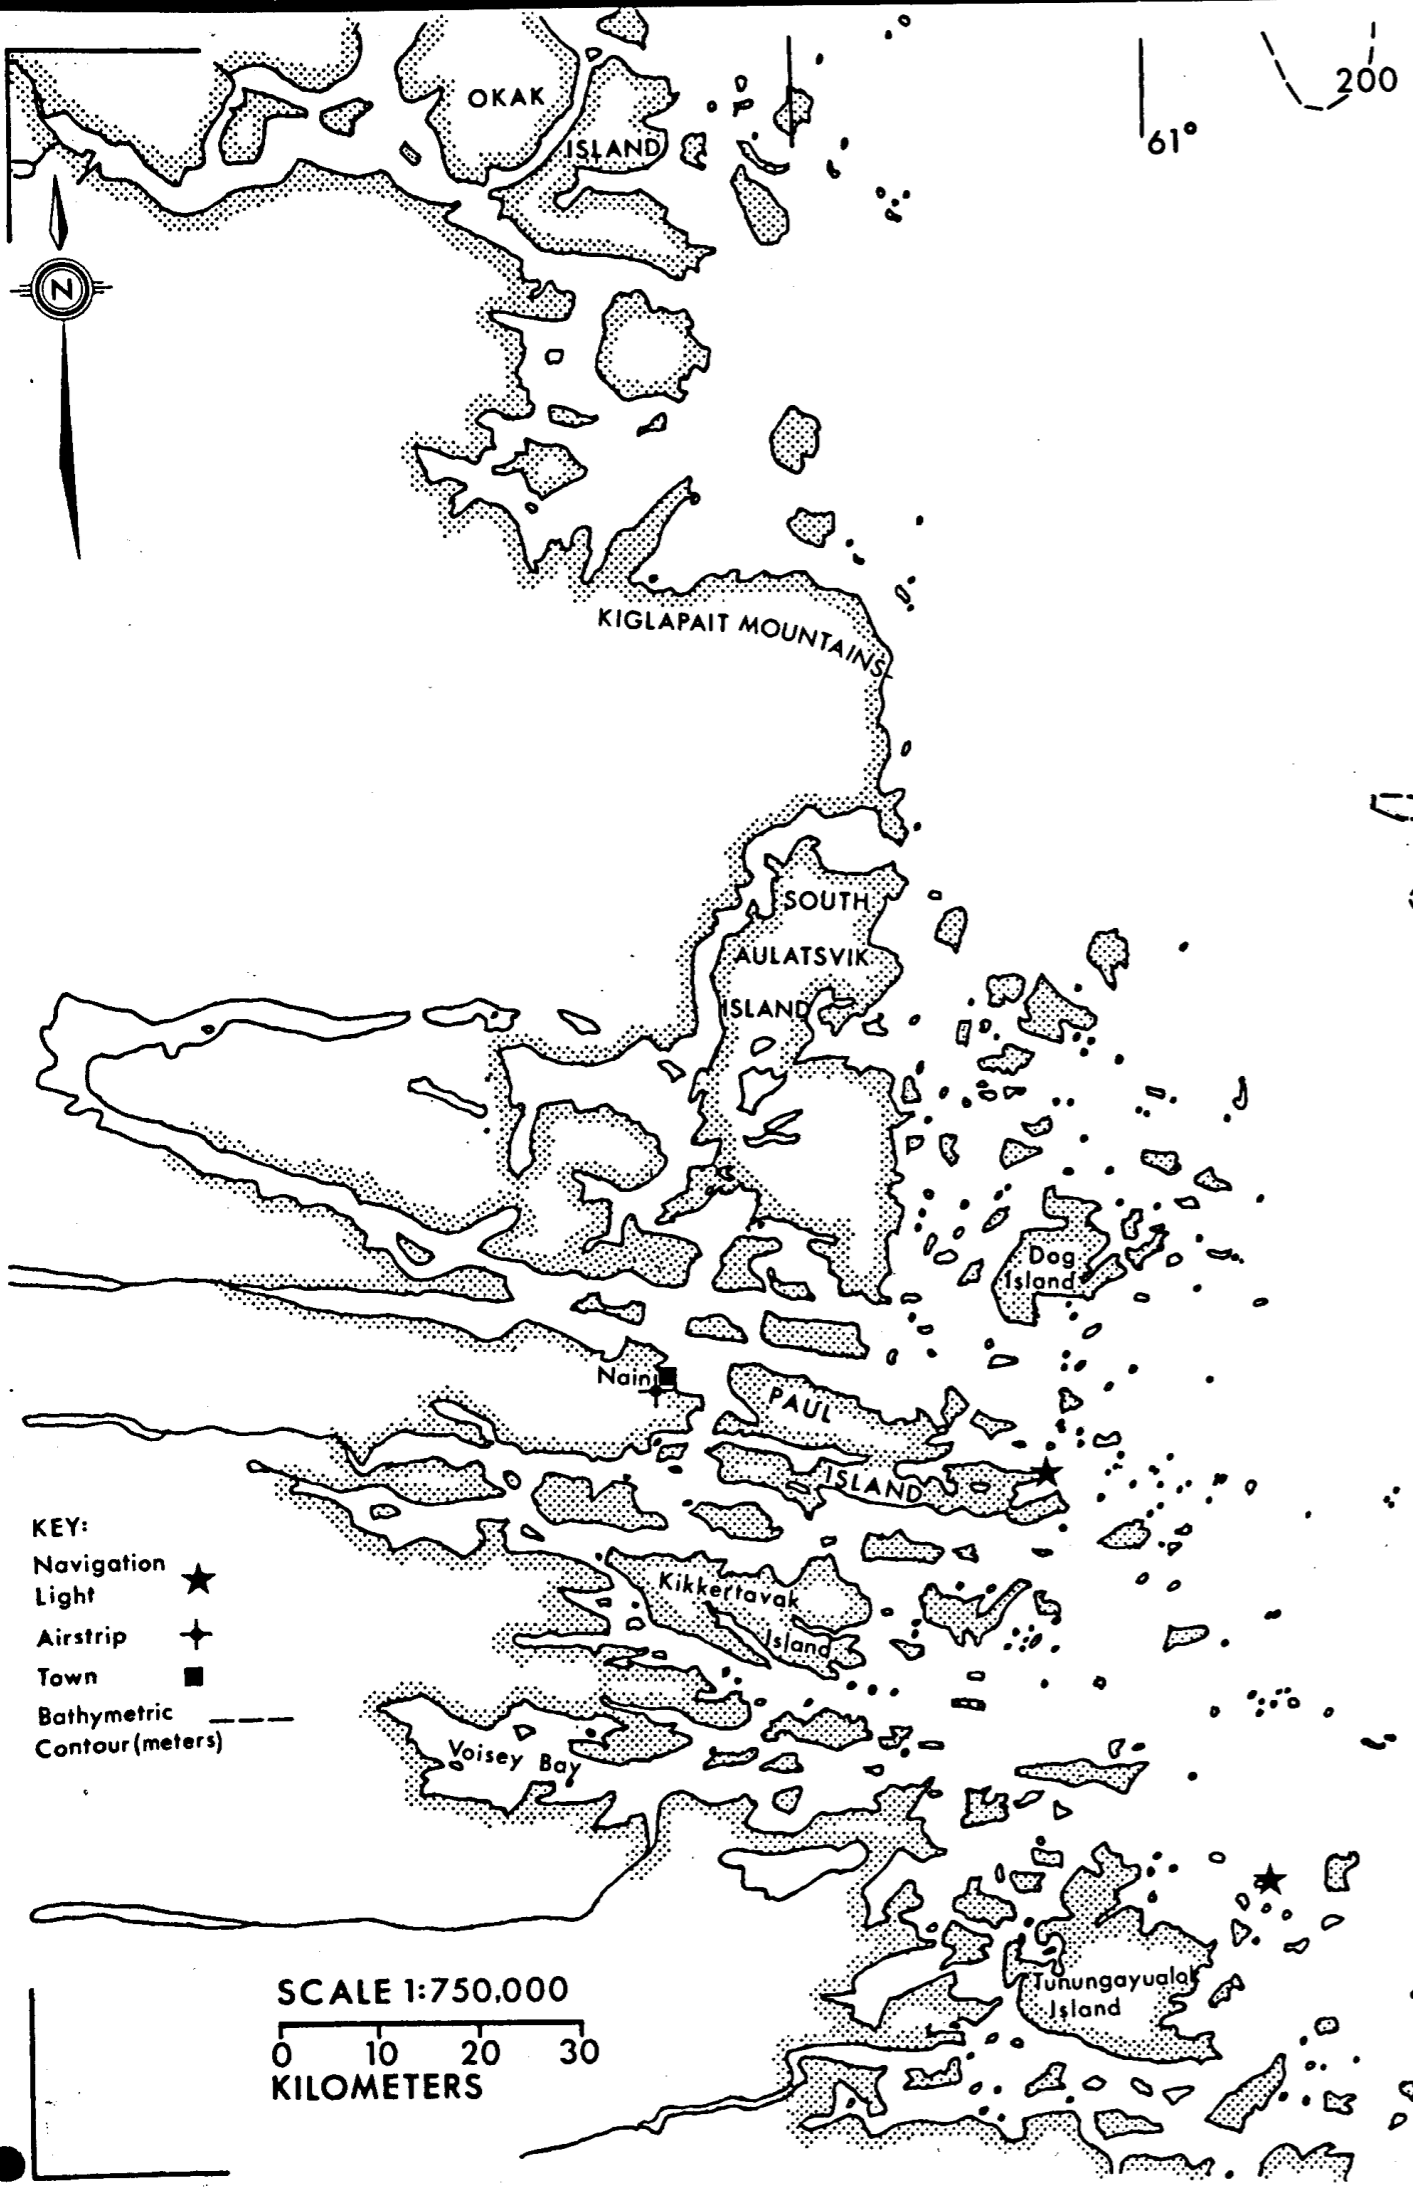 200
61°
OKAK
ISLAND
N
KIGLAPAIT MOUNTAINS
SOUTH
AULATSVIK
ISLAND
Dog
Island
Nain
PAUL
ISLAND
KEY:
Navigation
Light
Airstrip
Town
Bathymetric
Contour (meters)
Kikkertavak
Island
Voisey Bay
Tunungayualok
Island
SCALE 1:750,000
0 10 20 30
KILOMETERS